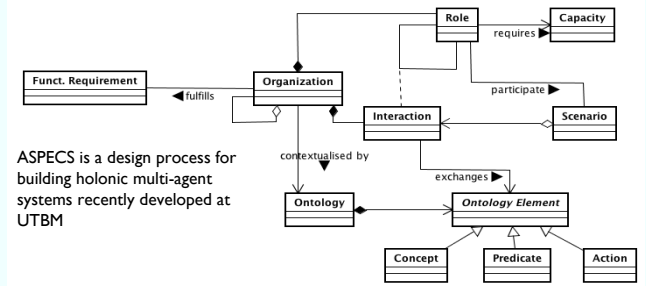 Role
Capacity
requires ▶
Funct. Requirement
Organization
◀ fulfills
participate ▶
Interaction
Scenario
ASPECS is a design process for
building holonic multi-agent
systems recently developed at
UTBM
contextualised by
▼
exchanges ▶
Ontology
Ontology Element
Concept
Predicate
Action